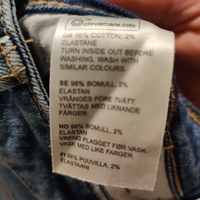 clevercare.info
GB 98% COTTON, 2%
ELASTANE
TURN INSIDE OUT BEFORE
WASHING. WASH WITH
SIMILAR COLOURS.
SE 98% BOMULL, 2%
ELASTAN
VRÄNGES FÖRE TVÄTT.
TVÄTTAS MED LIKNANDE
FÄRGER.
NO 98% BOMULL, 2%
ELASTAN
VRENG PLAGGET FØR VASK.
VASK MED LIKE FARGER.
FI 98% PUUVILLA, 2%
ELASTAANI